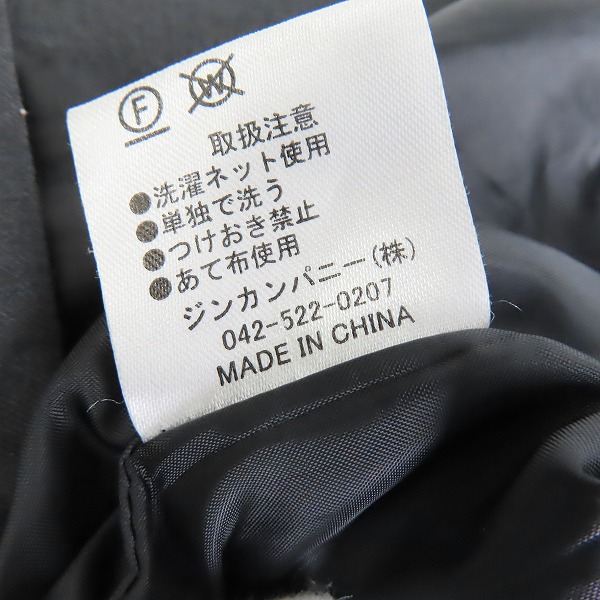 F W
取扱注意
●洗濯ネット使用
●単独で洗う
●つけおき禁止
●あて布使用
ジンカンパニー(株)
042-522-0207
MADE IN CHINA